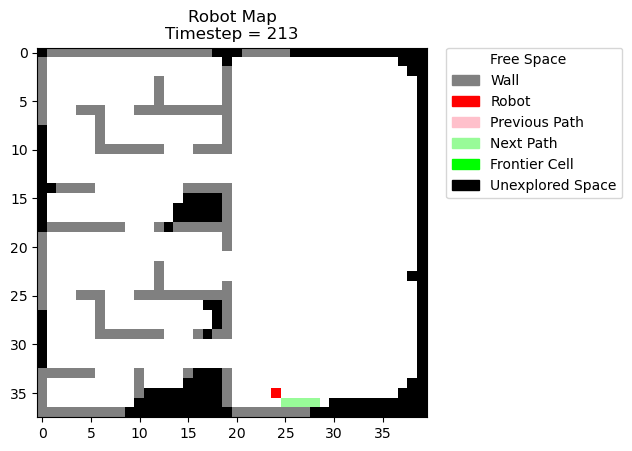 Robot Map
Timestep = 213
Free Space
Wall
Robot
Previous Path
Next Path
Frontier Cell
Unexplored Space
0
5
10
15
20
25
30
35
0
5
10
15
20
25
30
35